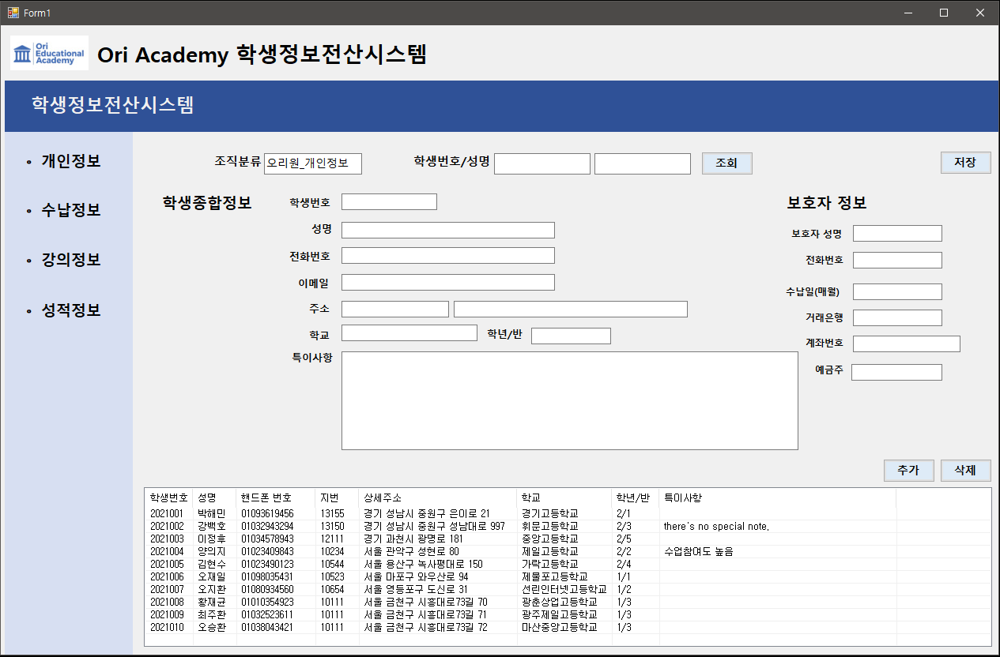 Form1
Ori
Educational
Academy
Ori Academy 학생정보전산시스템
학생정보전산시스템
• 개인정보
• 수납정보
• 강의정보
• 성적정보
조직분류 오리원_개인정보 학생번호/성명 조회 저장
학생종합정보
학생번호
성명
전화번호
이메일
주소
학교 학년/반
특이사항
보호자 정보
보호자 성명
전화번호
수납일(매월)
거래은행
계좌번호
예금주
추가 삭제
학생번호 성명 핸드폰 번호 지번 상세주소 학교 학년/반 특이사항
2021001 박해민 01093619456 13155 경기 성남시 중원구 은이로 21 경기고등학교 2/1
2021002 강백호 01032943294 13150 경기 성남시 중원구 성남대로 997 휘문고등학교 2/3 there's no special note.
2021003 이정후 01034578943 12111 경기 과천시 광명로 181 중앙고등학교 2/5
2021004 양의지 01023409843 10234 서울 관악구 성현로 80 제일고등학교 2/2 수업참여도 높음
2021005 김현수 01023490123 10544 서울 용산구 녹사평대로 150 가락고등학교 2/4
2021006 오재일 01098035431 10523 서울 마포구 와우산로 94 제물포고등학교 1/1
2021007 오지환 01080934560 10654 서울 영등포구 도신로 31 선린인터넷고등학교 1/2
2021008 황재균 01010354923 10111 서울 금천구 시흥대로73길 70 광춘상업고등학교 1/3
2021009 최주환 01032523611 10111 서울 금천구 시흥대로73길 71 광주제일고등학교 1/3
2021010 오승환 01038043421 10111 서울 금천구 시흥대로73길 72 마산중앙고등학교 1/3